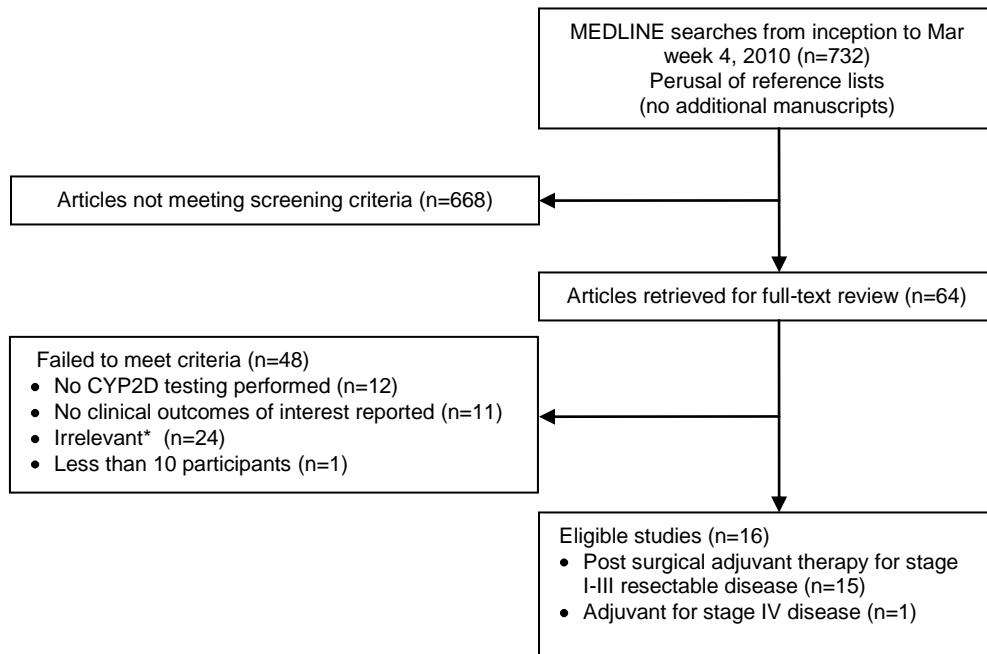 MEDLINE searches from inception to Mar
week 4, 2010 (n=732)
Perusal of reference lists
(no additional manuscripts)
Articles not meeting screening criteria (n=668)
Articles retrieved for full-text review (n=64)
Failed to meet criteria (n=48)
• No CYP2D testing performed (n=12)
• No clinical outcomes of interest reported (n=11)
• Irrelevant* (n=24)
• Less than 10 participants (n=1)
Eligible studies (n=16)
• Post surgical adjuvant therapy for stage
I-III resectable disease (n=15)
• Adjuvant for stage IV disease (n=1)